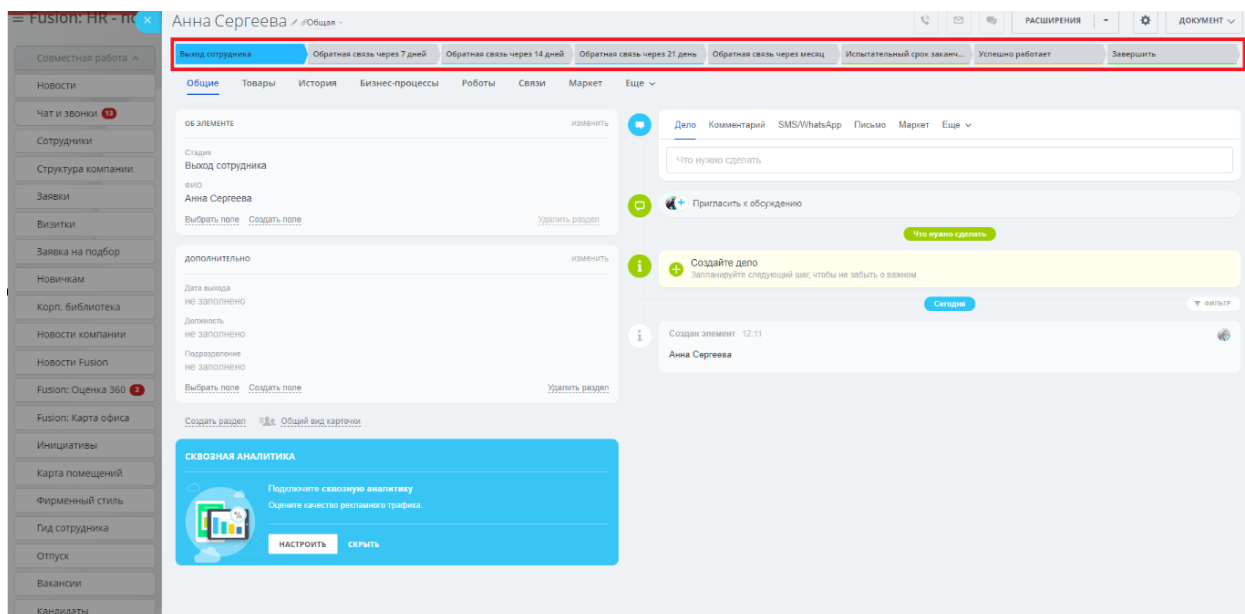 Fusion: HR - по
Совместная работа
Новости
Чат и звонки 13
Сотрудники
Структура компании
Заявки
Визитки
Заявка на подбор
Новичкам
Корп. библиотека
Новости компании
Новости Fusion
Fusion: Оценка 360 2
Fusion: Карта офиса
Инициативы
Карта помещений
Фирменный стиль
Гид сотрудника
Отпуск
Вакансии
Кандидаты
Анна Сергеева Общая
РАСШИРЕНИЯ ДОКУМЕНТ
Выход сотрудника Обратная связь через 7 дней Обратная связь через 14 дней Обратная связь через 21 день Обратная связь через месяц Испытательный срок заканч... Успешно работает Завершить
Общие Товары История Бизнес-процессы Роботы Связи Маркет Еще
ОБ ЭЛЕМЕНТЕ ИЗМЕНИТЬ
Стадия
Выход сотрудника
ФИО
Анна Сергеева
Выбрать поле Создать поле Удалить раздел
ДОПОЛНИТЕЛЬНО ИЗМЕНИТЬ
Дата выхода
не заполнено
Должность
не заполнено
Подразделение
не заполнено
Выбрать поле Создать поле Удалить раздел
Создать раздел Общий вид карточки
СКВОЗНАЯ АНАЛИТИКА
Подключите сквозную аналитику
Оцените качество рекламного трафика.
%
НАСТРОИТЬ СКРЫТЬ
Дело Комментарий SMS/WhatsApp Письмо Маркет Еще
Что нужно сделать
Пригласить к обсуждению
Что нужно сделать
Создайте дело
Запланируйте следующий шаг, чтобы не забыть о важном
Сегодня ФИЛЬТР
Создан элемент 12:11
Анна Сергеева